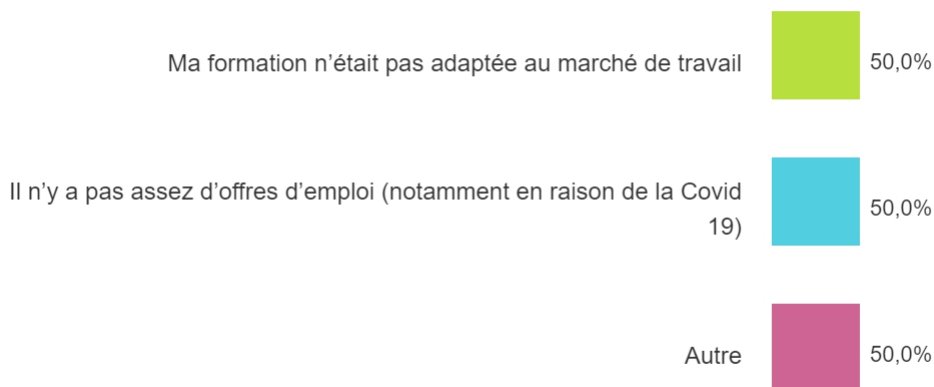 Ma formation n’était pas adaptée au marché de travail 50,0%
Il n’y a pas assez d’offres d’emploi (notamment en raison de la Covid
19) 50,0%
Autre 50,0%